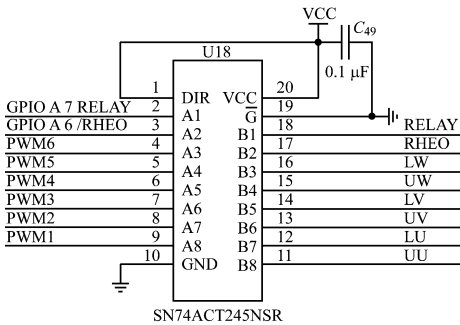 VCC
C49
U18
0.1 μF
1 DIR VCC 20
GPIO A 7 RELAY 2 A1 G 19
GPIO A 6 /RHEO 3 A2 B1 18 RELAY
PWM6 4 A3 B2 17 RHEO
PWM5 5 A4 B3 16 LW
PWM4 6 A5 B4 15 UW
PWM3 7 A6 B5 14 LV
PWM2 8 A7 B6 13 UV
PWM1 9 A8 B7 12 LU
10 GND B8 11 UU
SN74ACT245NSR